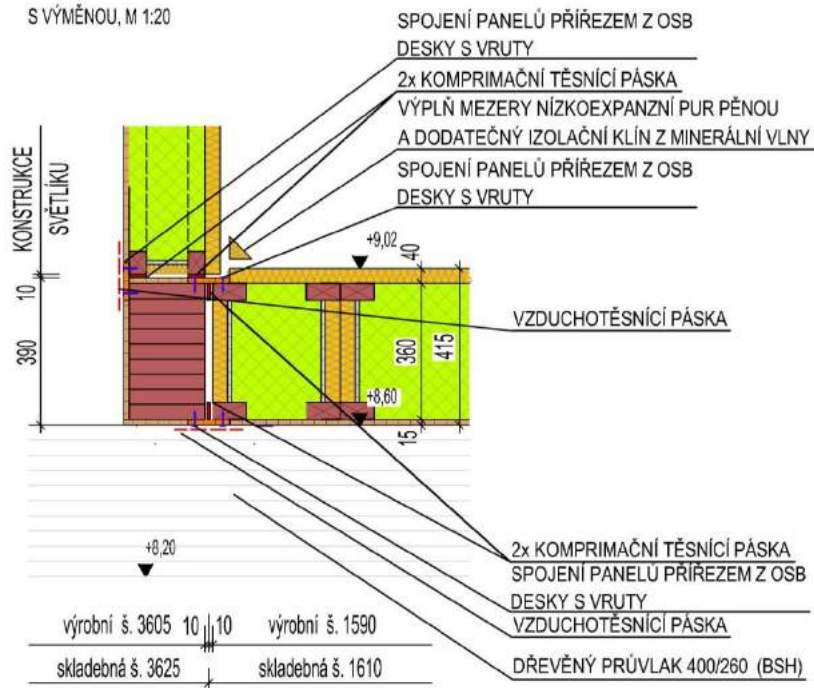 S VÝMĚNOU, M 1:20
SPOJENÍ PANELŮ PŘÍŘEZEM Z OSB
DESKY S VRUTY
2x KOMPRIMAČNÍ TĚSNÍCÍ PÁSKA
VÝPLŇ MEZERY NÍZKOEXPANZNÍ PUR PĚNOU
A DODATEČNÝ IZOLAČNÍ KLÍN Z MINERÁLNÍ VLNY
SPOJENÍ PANELŮ PŘÍŘEZEM Z OSB
DESKY S VRUTY
KONSTRUKCE
SVĚTLÍKU
+9,02
40
10
VZDUCHOTĚSNÍCÍ PÁSKA
390
360
415
+8,60
15
+8,20
2x KOMPRIMAČNÍ TĚSNÍCÍ PÁSKA
SPOJENÍ PANELŮ PŘÍŘEZEM Z OSB
DESKY S VRUTY
VZDUCHOTĚSNÍCÍ PÁSKA
DŘEVĚNÝ PRŮVLAK 400/260 (BSH)
výrobní š. 3605 10 10 výrobní š. 1590
skladebná š. 3625 skladebná š. 1610